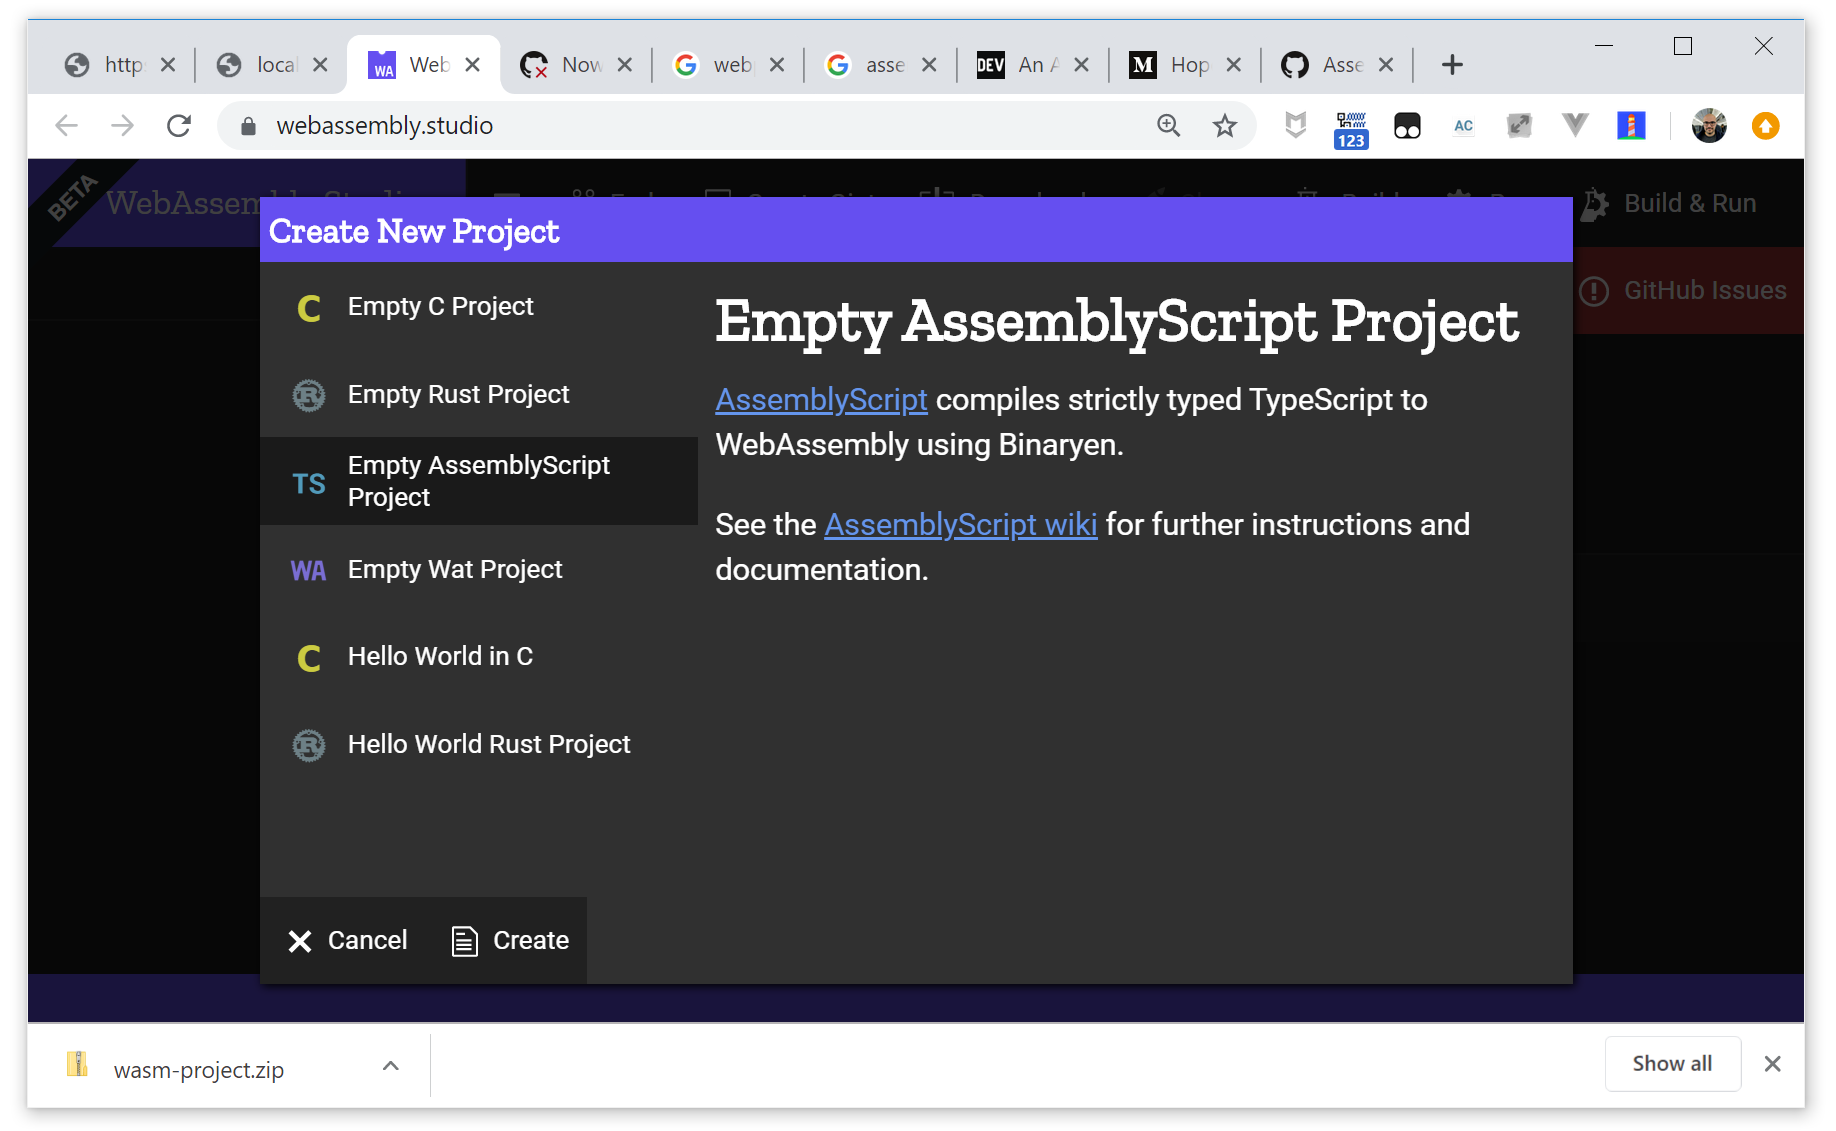 http
local
WA
Web
Now
web
asse
DEV
An A
M
Hop
Asse
webassembly.studio
123
AC
BETA
WebAssembly Studio
Build & Run
GitHub Issues
Create New Project
C
Empty C Project
R
Empty Rust Project
TS
Empty AssemblyScript
Project
WA
Empty Wat Project
C
Hello World in C
R
Hello World Rust Project
Empty AssemblyScript Project
AssemblyScript compiles strictly typed TypeScript to
WebAssembly using Binaryen.
See the AssemblyScript wiki for further instructions and
documentation.
Cancel
Create
wasm-project.zip
Show all